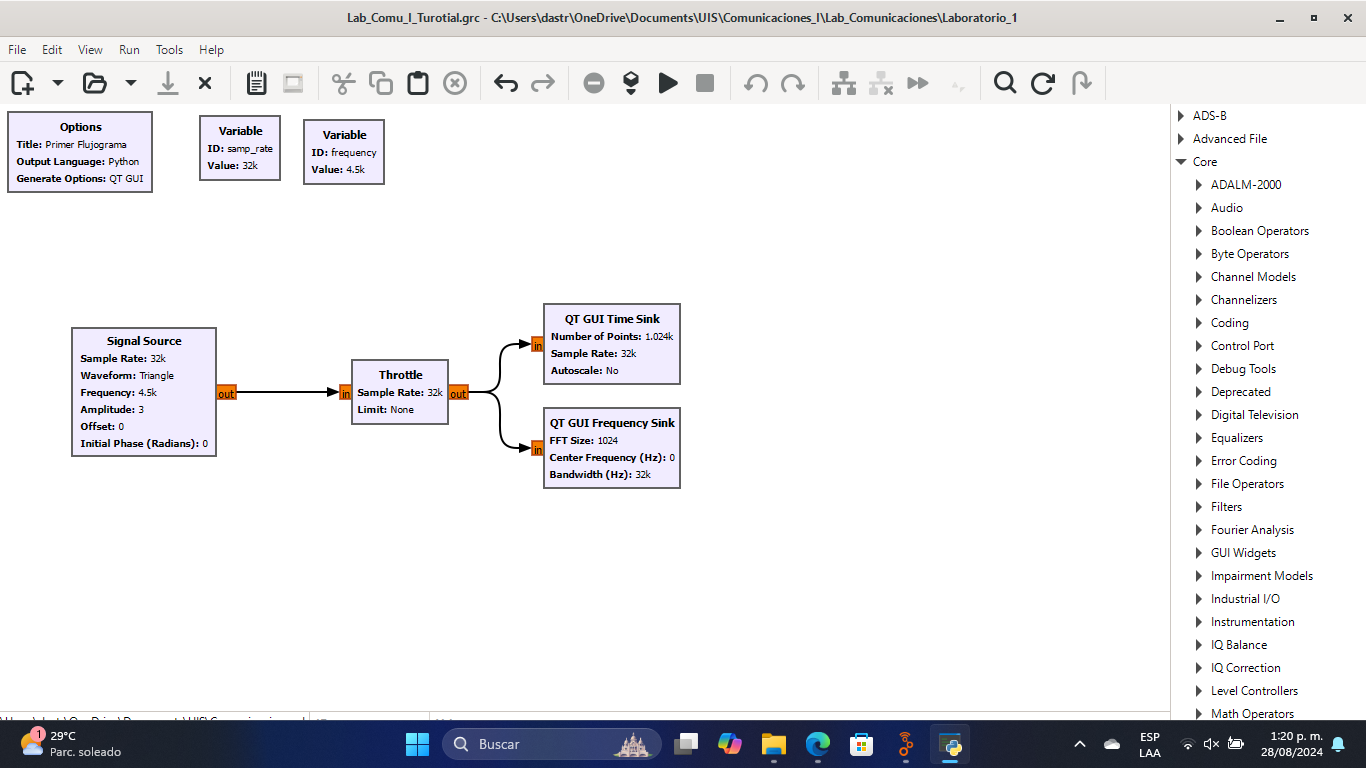 Lab_Comu_I_Turotial.grc - C:\Users\dastr\OneDrive\Documents\UIS\Comunicaciones_I\Lab_Comunicaciones\Laboratorio_1
File Edit View Run Tools Help
Options
Title: Primer Flujograma
Output Language: Python
Generate Options: QT GUI
Variable
ID: samp_rate
Value: 32k
Variable
ID: frequency
Value: 4.5k
Signal Source
Sample Rate: 32k
Waveform: Triangle
Frequency: 4.5k
Amplitude: 3
Offset: 0
Initial Phase (Radians): 0
out
in
Throttle
Sample Rate: 32k
Limit: None
out
in
QT GUI Time Sink
Number of Points: 1.024k
Sample Rate: 32k
Autoscale: No
in
QT GUI Frequency Sink
FFT Size: 1024
Center Frequency (Hz): 0
Bandwidth (Hz): 32k
ADS-B
Advanced File
Core
ADALM-2000
Audio
Boolean Operators
Byte Operators
Channel Models
Channelizers
Coding
Control Port
Debug Tools
Deprecated
Digital Television
Equalizers
Error Coding
File Operators
Filters
Fourier Analysis
GUI Widgets
Impairment Models
Industrial I/O
Instrumentation
IQ Balance
IQ Correction
Level Controllers
Math Operators
1
29°C
Parc. soleado
Buscar
ESP
LAA
1:20 p. m.
28/08/2024